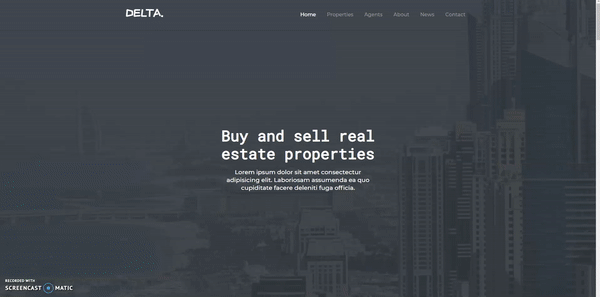 DELTA.
Home Properties Agents About News Contact
Buy and sell real
estate properties
Lorem ipsum dolor sit amet consectetur
adipisicing elit. Laboriosam assumenda ea quo
cupiditate facere deleniti fuga officia.
RECORDED WITH
SCREENCAST MATIC